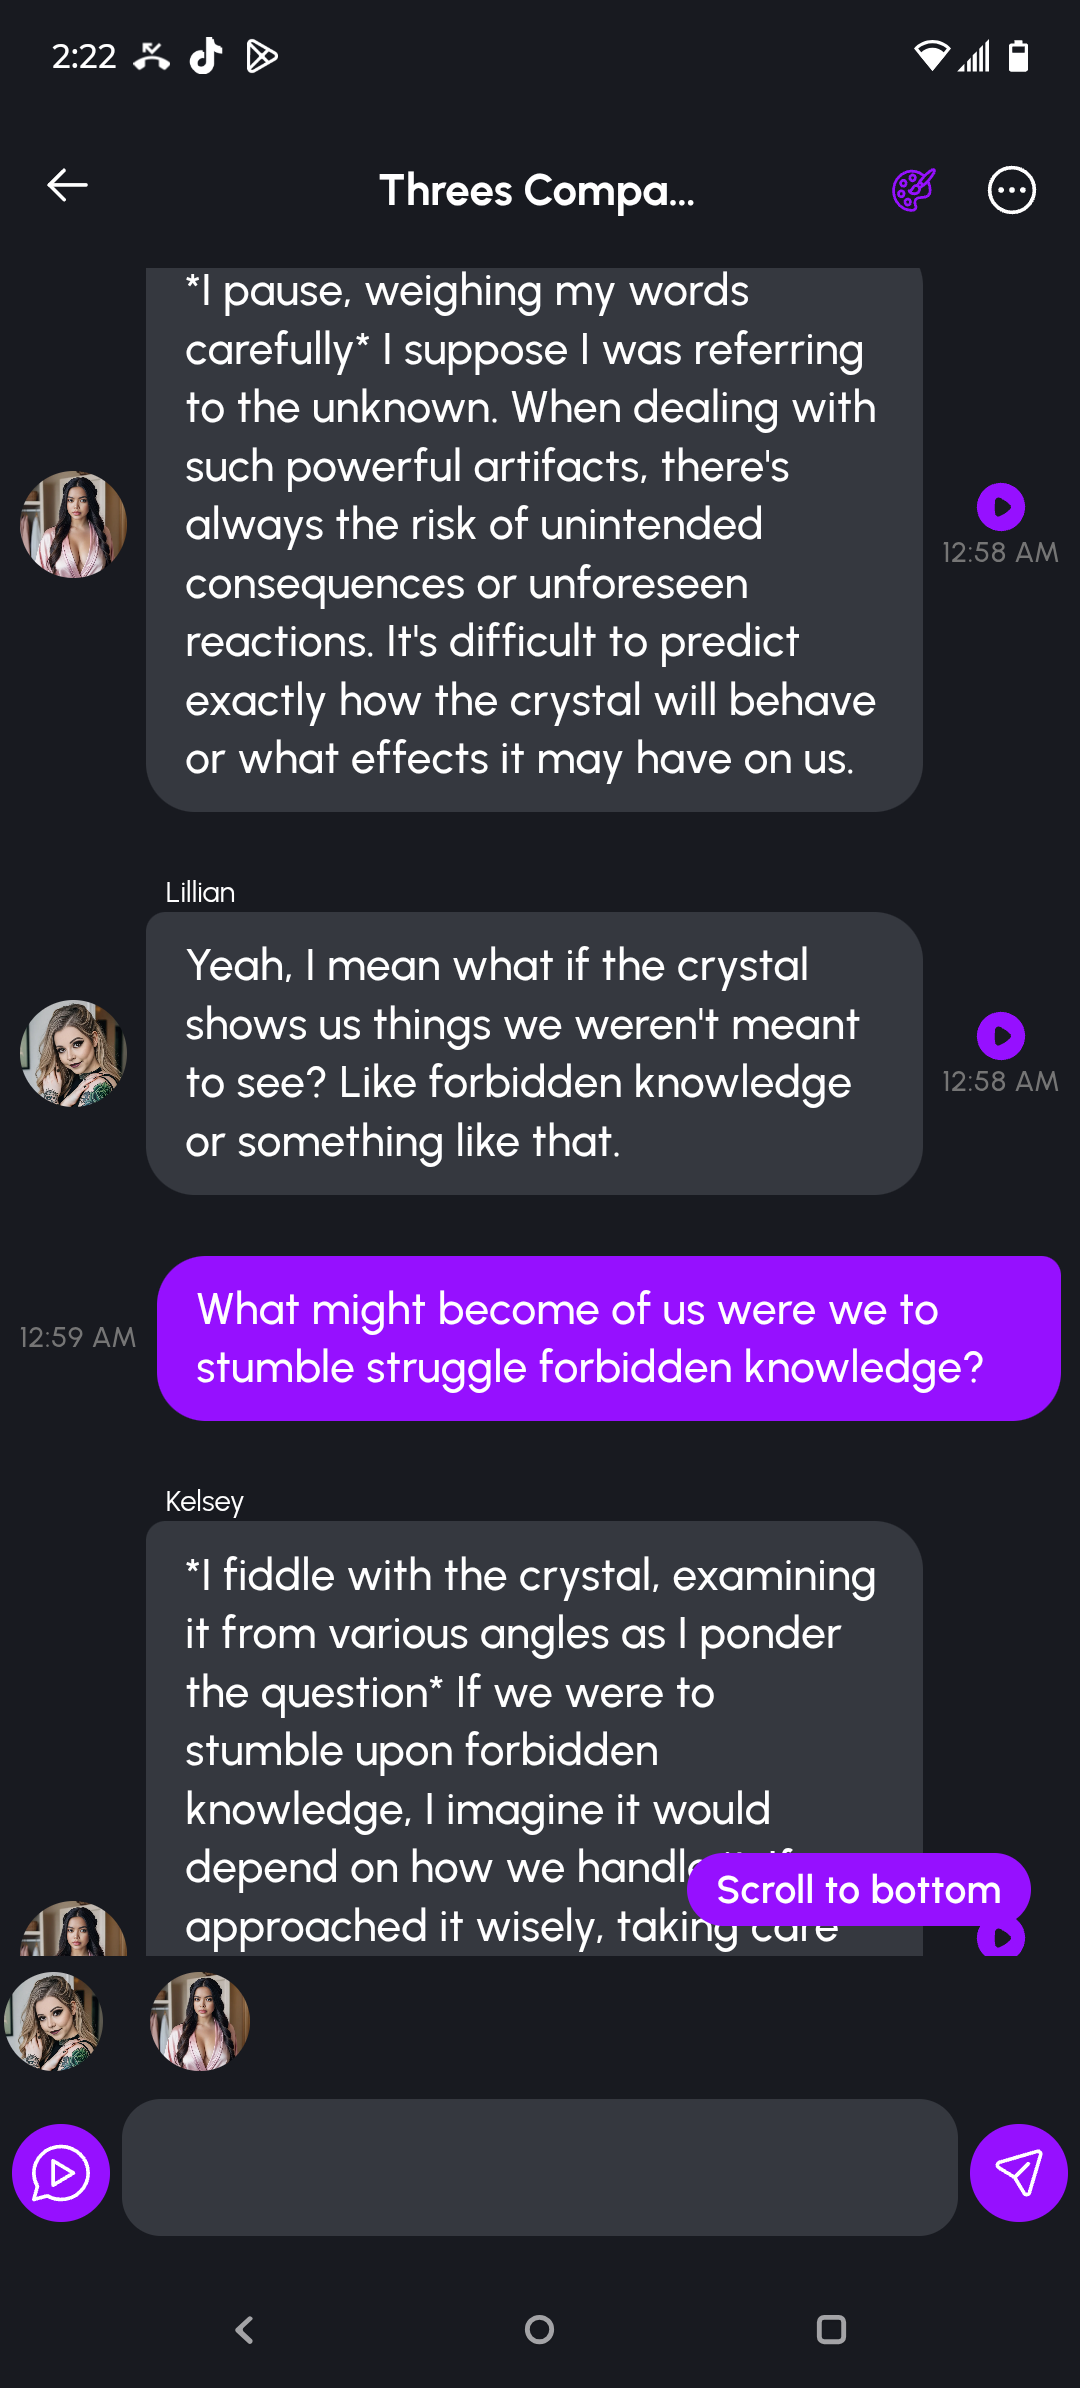 2:22
Threes Compa...
*I pause, weighing my words
carefully* I suppose I was referring
to the unknown. When dealing with
such powerful artifacts, there's
always the risk of unintended
consequences or unforeseen
reactions. It's difficult to predict
exactly how the crystal will behave
or what effects it may have on us.
12:58 AM
Lillian
Yeah, I mean what if the crystal
shows us things we weren't meant
to see? Like forbidden knowledge
or something like that.
12:58 AM
What might become of us were we to
stumble struggle forbidden knowledge?
12:59 AM
Kelsey
*I fiddle with the crystal, examining
it from various angles as I ponder
the question* If we were to
stumble upon forbidden
knowledge, I imagine it would
depend on how we handle
approached it wisely, taking care
Scroll to bottom